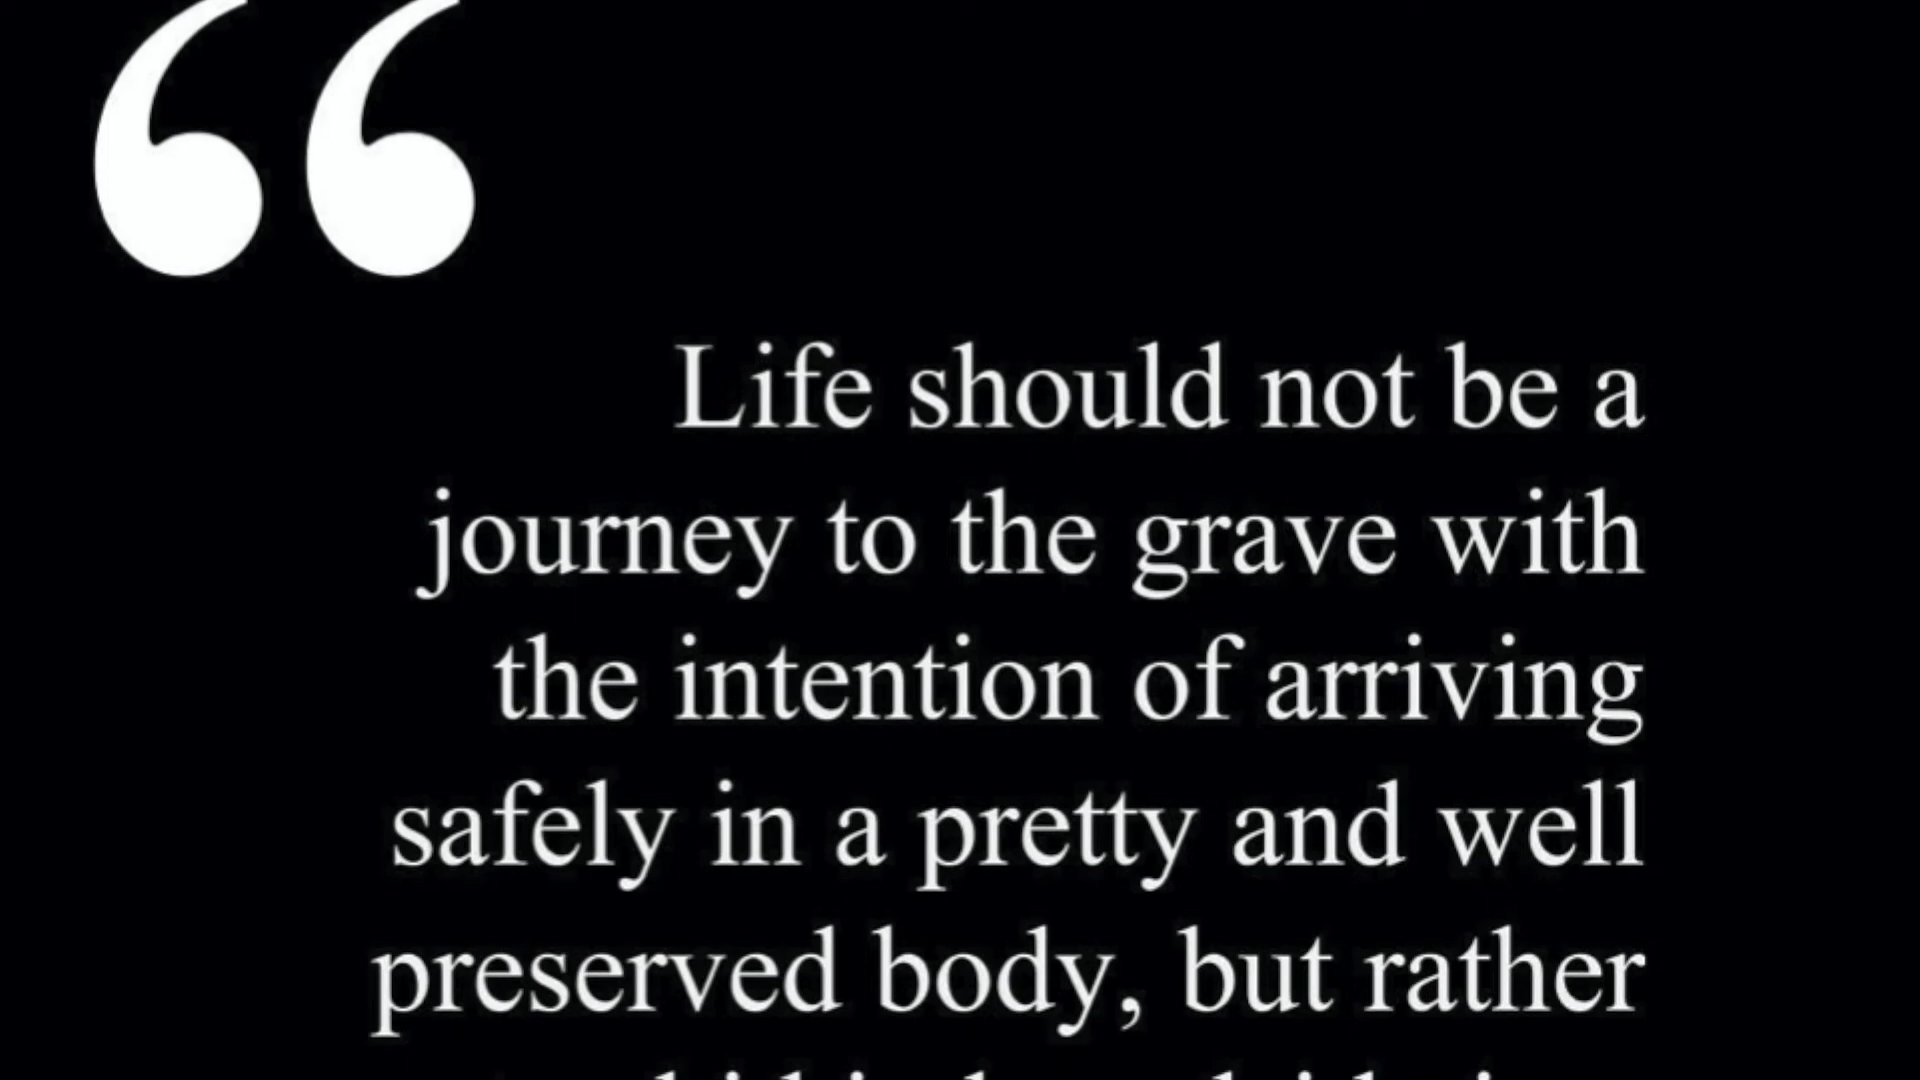 “
Life should not be a
journey to the grave with
the intention of arriving
safely in a pretty and well
preserved body, but rather